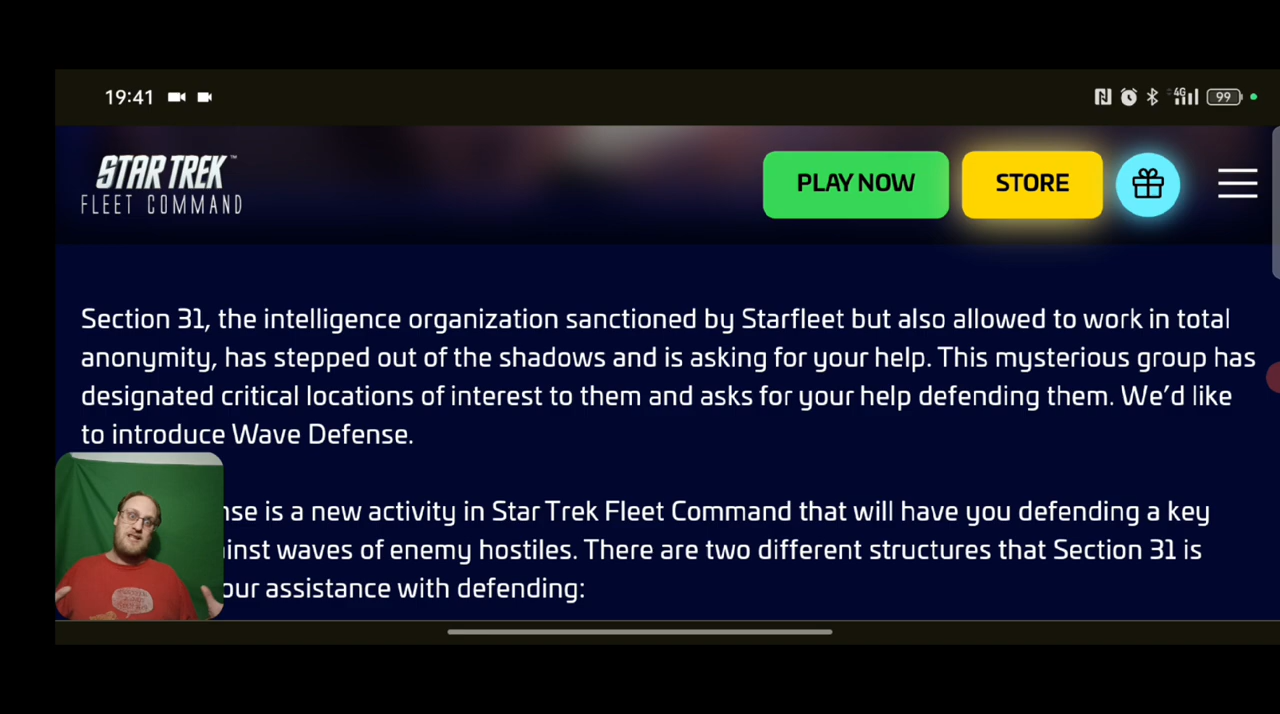 19:41
4G
99
STAR TREK™
FLEET COMMAND
PLAY NOW
STORE
Section 31, the intelligence organization sanctioned by Starfleet but also allowed to work in total
anonymity, has stepped out of the shadows and is asking for your help. This mysterious group has
designated critical locations of interest to them and asks for your help defending them. We’d like
to introduce Wave Defense.
nse is a new activity in Star Trek Fleet Command that will have you defending a key
inst waves of enemy hostiles. There are two different structures that Section 31 is
our assistance with defending: